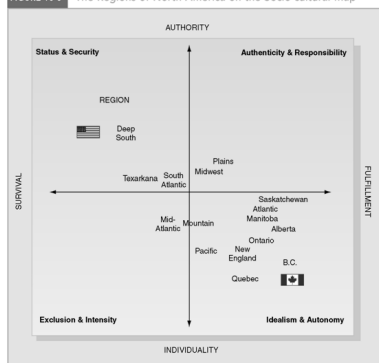 The Regions of North America on the Socio-cultural Map
AUTHORITY
Status & Security
Authenticity & Responsibility
REGION
Deep
South
Plains
Midwest
Texarkana
South
Atlantic
SURVIVAL
FULFILLMENT
Saskatchewan
Atlantic
Manitoba
Mid-
Atlantic
Mountain
Alberta
Ontario
Pacific
New
England
B.C.
Quebec
Exclusion & Intensity
Idealism & Autonomy
INDIVIDUALITY